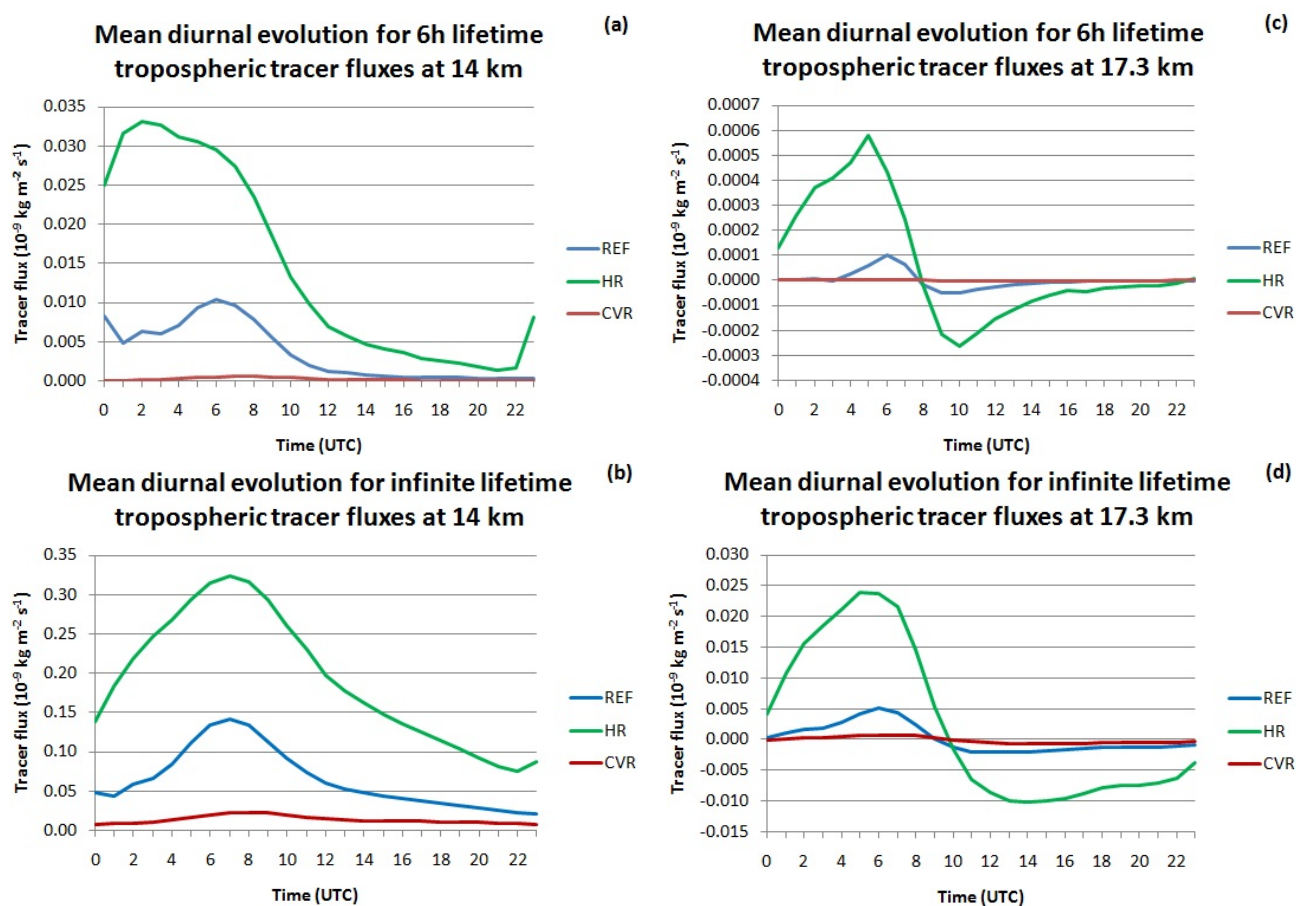 (a)
Mean diurnal evolution for 6h lifetime
tropospheric tracer fluxes at 14 km
Tracer flux (10⁻⁹ kg m⁻² s⁻¹)
0.035
0.030
0.025
0.020
0.015
0.010
0.005
0.000
0 2 4 6 8 10 12 14 16 18 20 22
Time (UTC)
REF
HR
CVR
(c)
Mean diurnal evolution for 6h lifetime
tropospheric tracer fluxes at 17.3 km
Tracer flux (10⁻⁹ kg m⁻² s⁻¹)
0.0007
0.0006
0.0005
0.0004
0.0003
0.0002
0.0001
0.0000
-0.0001
-0.0002
-0.0003
-0.0004
0 2 4 6 8 10 12 14 16 18 20 22
Time (UTC)
REF
HR
CVR
(b)
Mean diurnal evolution for infinite lifetime
tropospheric tracer fluxes at 14 km
Tracer flux (10⁻⁹ kg m⁻² s⁻¹)
0.35
0.30
0.25
0.20
0.15
0.10
0.05
0.00
0 2 4 6 8 10 12 14 16 18 20 22
Time (UTC)
REF
HR
CVR
(d)
Mean diurnal evolution for infinite lifetime
tropospheric tracer fluxes at 17.3 km
Tracer flux (10⁻⁹ kg m⁻² s⁻¹)
0.030
0.025
0.020
0.015
0.010
0.005
0.000
-0.005
-0.010
-0.015
0 2 4 6 8 10 12 14 16 18 20 22
Time (UTC)
REF
HR
CVR